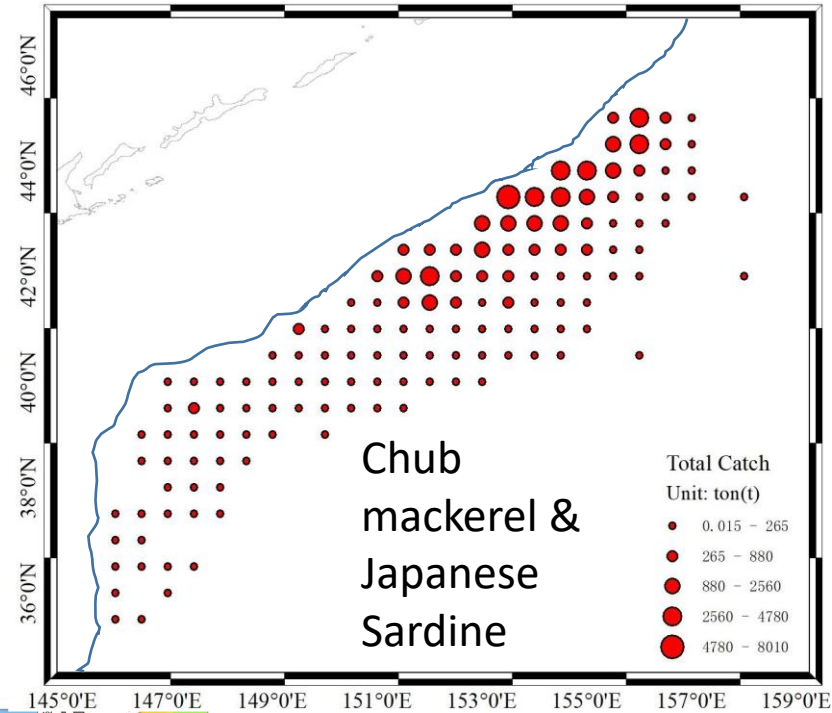 46°0'N
44°0'N
42°0'N
40°0'N
38°0'N
36°0'N
Chub
mackerel &
Japanese
Sardine
Total Catch
Unit: ton(t)
0.015 - 265
265 - 880
880 - 2560
2560 - 4780
4780 - 8010
145°0'E 147°0'E 149°0'E 151°0'E 153°0'E 155°0'E 157°0'E 159°0'E